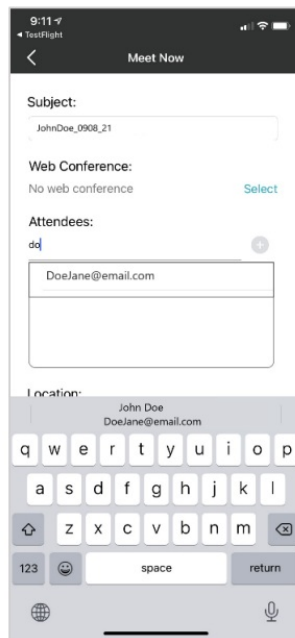 9:11
◀ TestFlight
Meet Now
Subject:
JohnDoe_0908_21
Web Conference:
No web conference
Select
Attendees:
do
DoeJane@email.com
Location:
John Doe
DoeJane@email.com
q w e r t y u i o p
a s d f g h j k l
z x c v b n m
123 space return